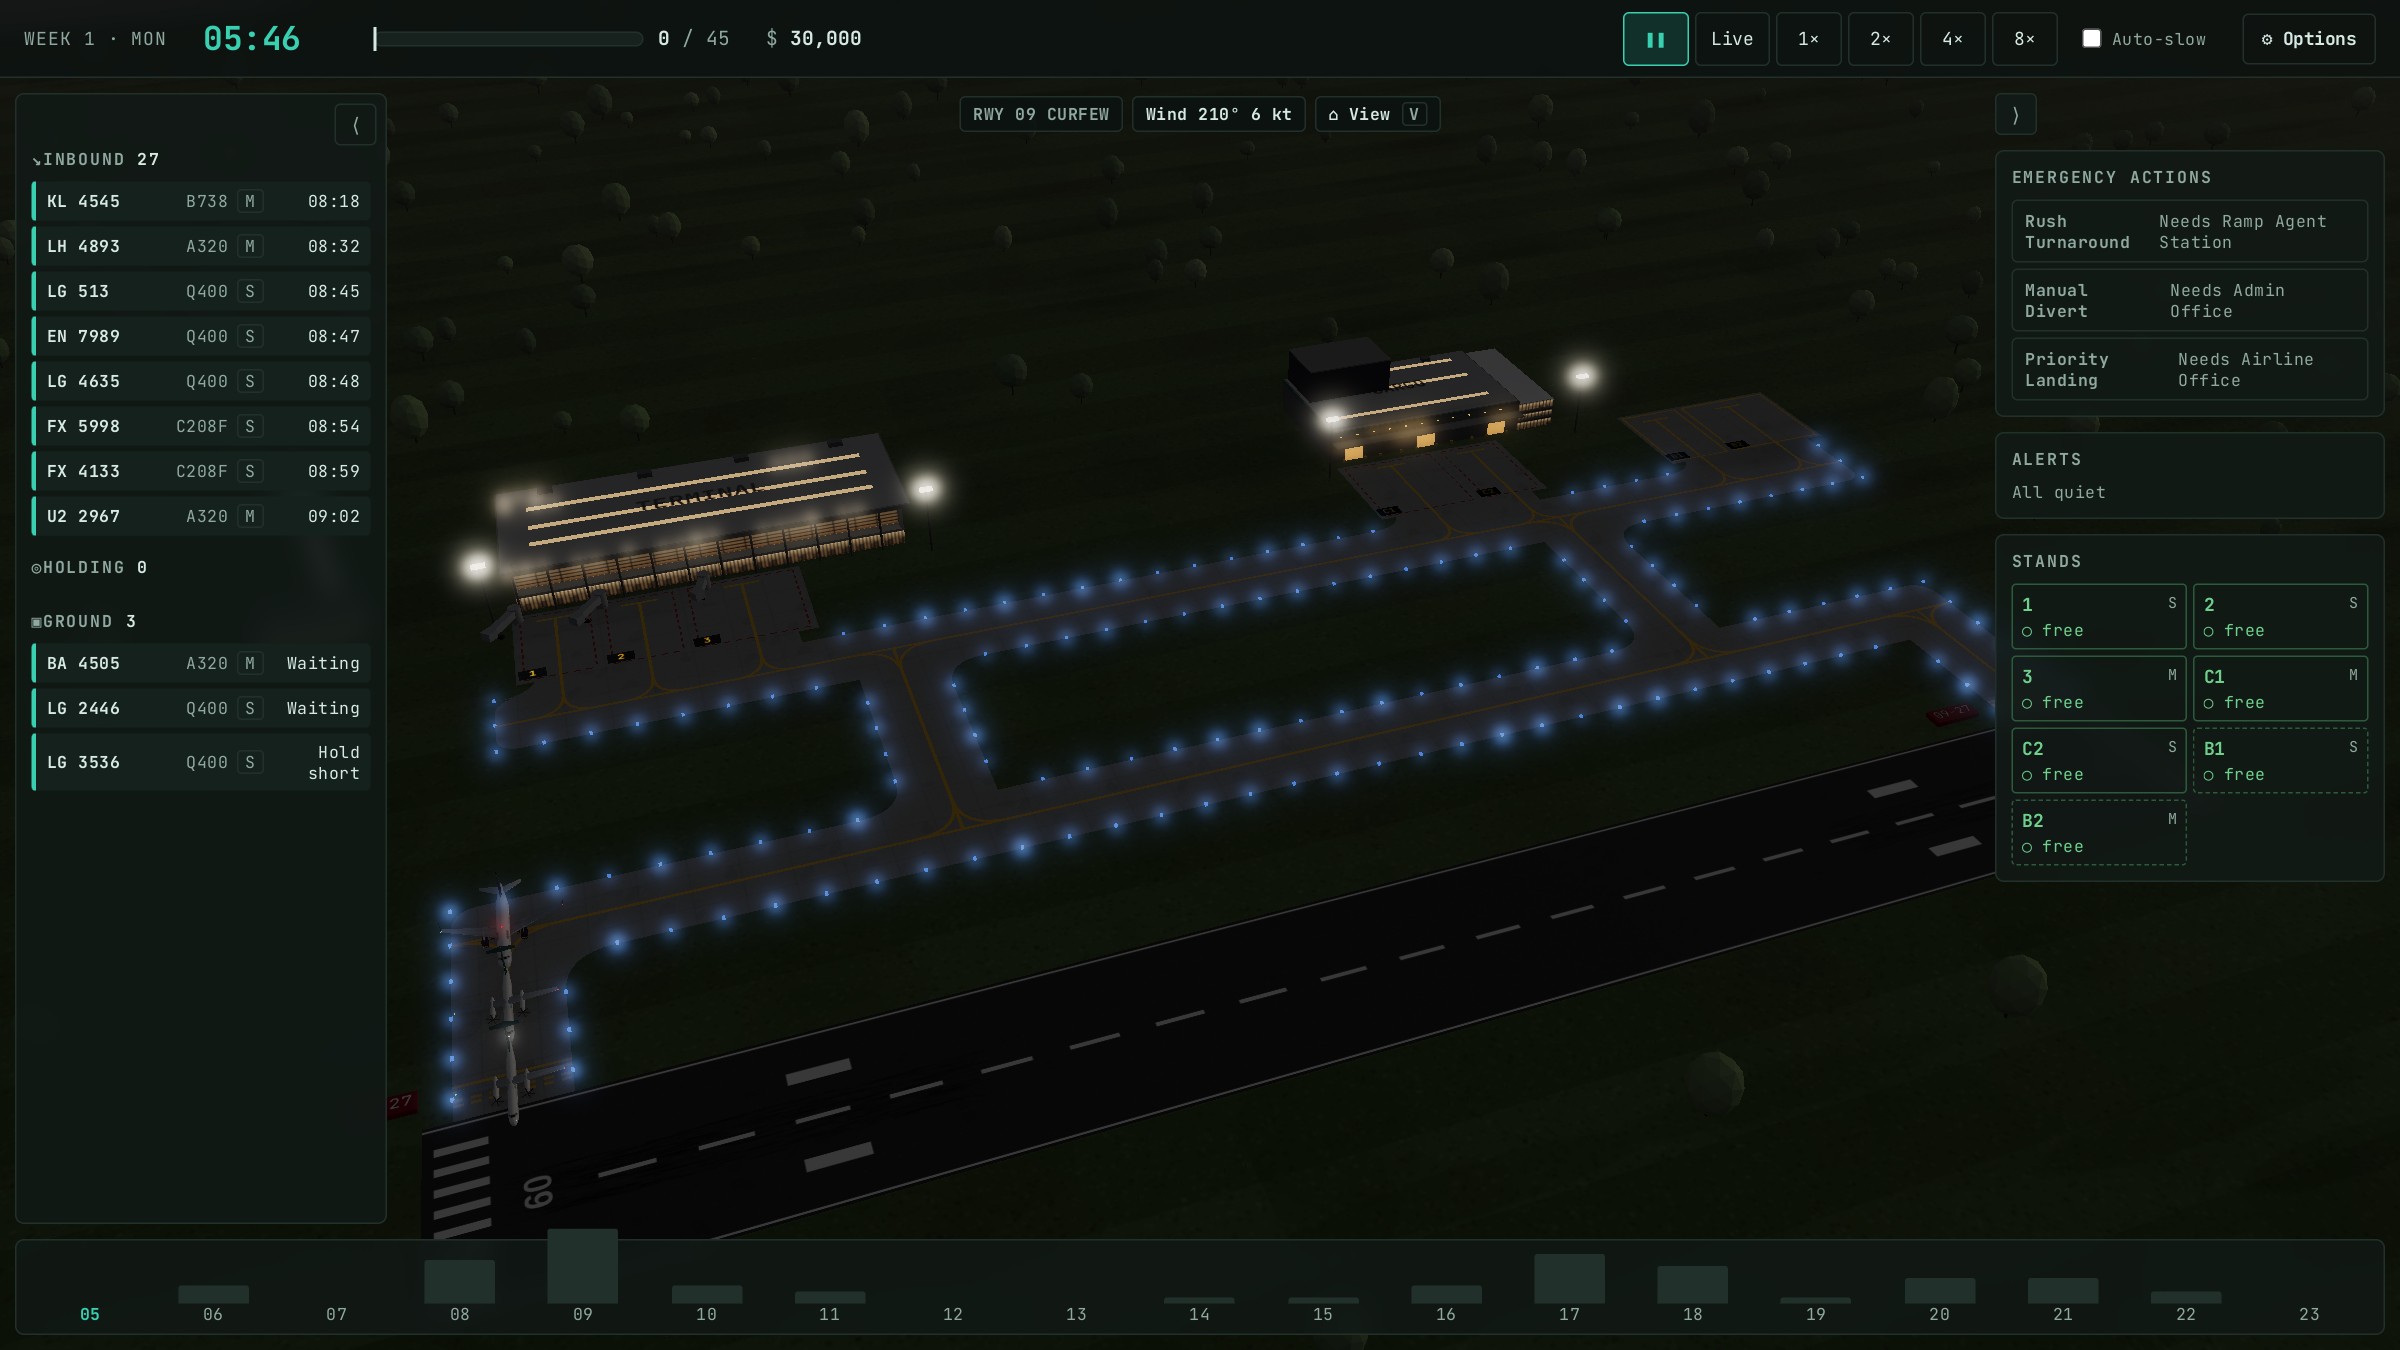 WEEK 1 · MON 05:46 0 / 45 $ 30,000 ❚❚ Live 1× 2× 4× 8× Auto-slow ⚙ Options
RWY 09 CURFEW Wind 210° 6 kt ⌂ View V
⟨
↘INBOUND 27
KL 4545 B738 M 08:18
LH 4893 A320 M 08:32
LG 513 Q400 S 08:45
EN 7989 Q400 S 08:47
LG 4635 Q400 S 08:48
FX 5998 C208F S 08:54
FX 4133 C208F S 08:59
U2 2967 A320 M 09:02
◎HOLDING 0
▣GROUND 3
BA 4505 A320 M Waiting
LG 2446 Q400 S Waiting
LG 3536 Q400 S Hold
short
TERMINAL
1
2
3
09-27
27
09
⟩
EMERGENCY ACTIONS
Rush Needs Ramp Agent
Turnaround Station
Manual Needs Admin
Divert Office
Priority Needs Airline
Landing Office
ALERTS
All quiet
STANDS
1 S 2 S
○ free ○ free
3 M C1 M
○ free ○ free
C2 S B1 S
○ free ○ free
B2 M
○ free
05 06 07 08 09 10 11 12 13 14 15 16 17 18 19 20 21 22 23